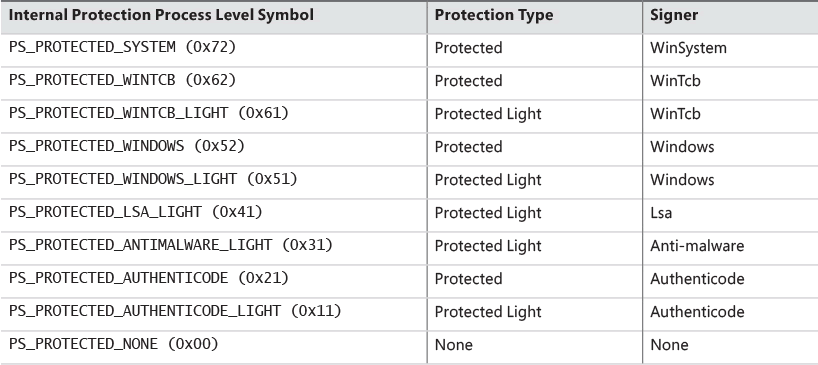 Internal Protection Process Level Symbol Protection Type Signer
PS_PROTECTED_SYSTEM (0x72) Protected WinSystem
PS_PROTECTED_WINTCB (0x62) Protected WinTcb
PS_PROTECTED_WINTCB_LIGHT (0x61) Protected Light WinTcb
PS_PROTECTED_WINDOWS (0x52) Protected Windows
PS_PROTECTED_WINDOWS_LIGHT (0x51) Protected Light Windows
PS_PROTECTED_LSA_LIGHT (0x41) Protected Light Lsa
PS_PROTECTED_ANTIMALWARE_LIGHT (0x31) Protected Light Anti-malware
PS_PROTECTED_AUTHENTICODE (0x21) Protected Authenticode
PS_PROTECTED_AUTHENTICODE_LIGHT (0x11) Protected Light Authenticode
PS_PROTECTED_NONE (0x00) None None